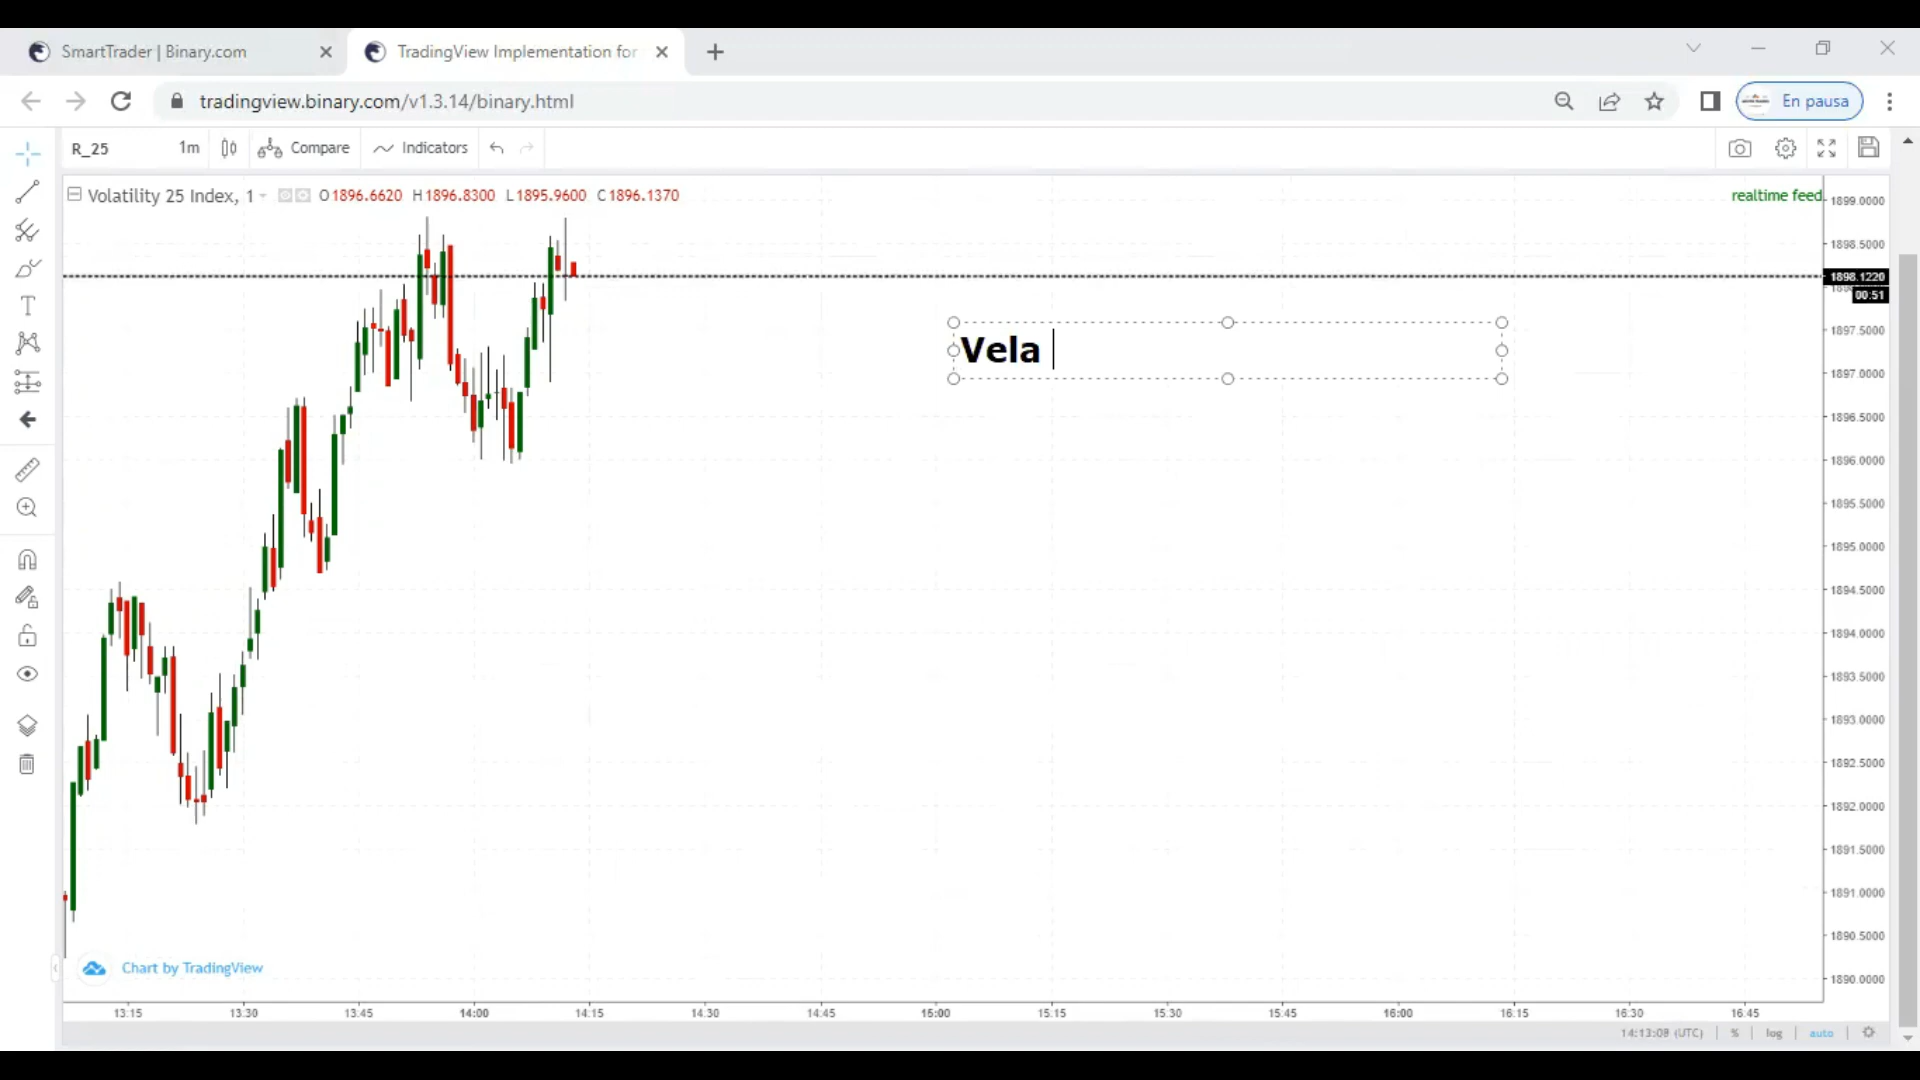 SmartTrader | Binary.com
TradingView Implementation for
tradingview.binary.com/v1.3.14/binary.html
En pausa
R_25
1m
Compare
Indicators
Volatility 25 Index, 1
O1896.6620 H1896.8300 L1895.9600 C1896.1370
realtime feed
1899.0000
1898.5000
1898.1220
00:51
1897.5000
Vela
1897.0000
1896.5000
1896.0000
1895.5000
1895.0000
1894.5000
1894.0000
1893.5000
1893.0000
1892.5000
1892.0000
1891.5000
1891.0000
1890.5000
Chart by TradingView
1890.0000
13:15 13:30 13:45 14:00 14:15 14:30 14:45 15:00 15:15 15:30 15:45 16:00 16:15 16:30 16:45
14:13:09 (UTC) % log auto